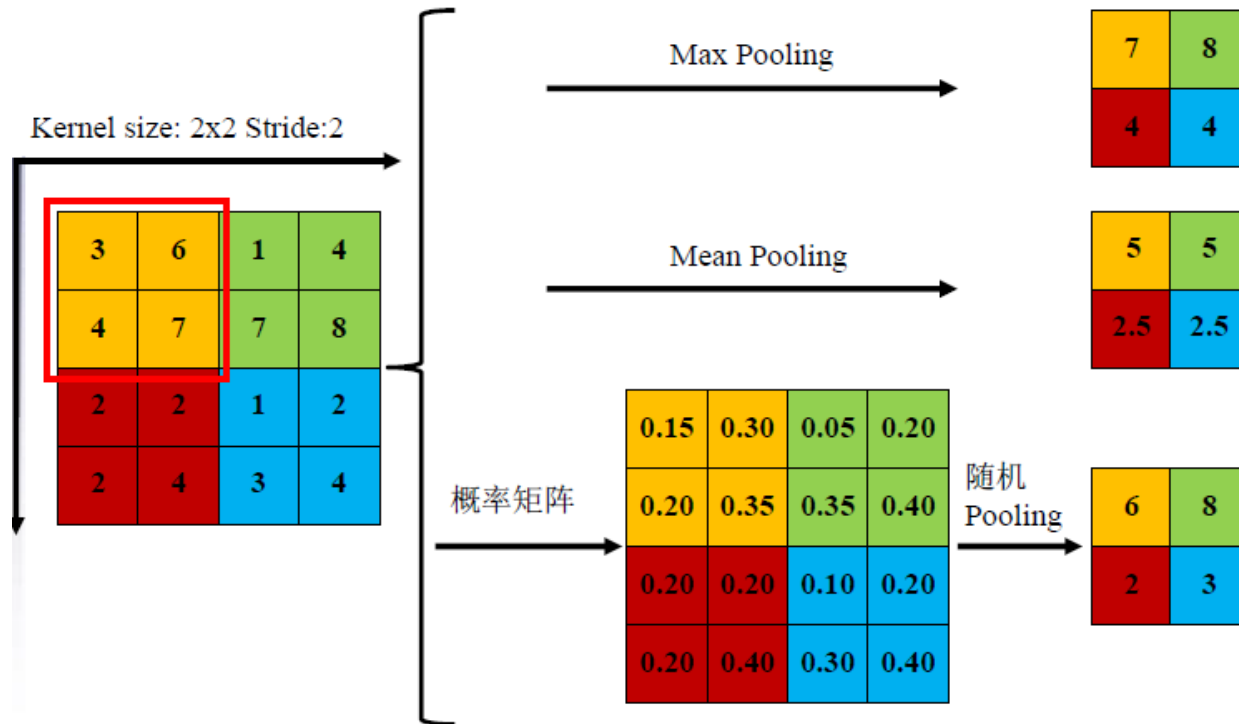 Kernel size: 2x2 Stride:2
3 6 1 4
4 7 7 8
2 2 1 2
2 4 3 4
Max Pooling
7 8
4 4
Mean Pooling
5 5
2.5 2.5
概率矩阵
0.15 0.30 0.05 0.20
0.20 0.35 0.35 0.40
0.20 0.20 0.10 0.20
0.20 0.40 0.30 0.40
随机
Pooling
6 8
2 3